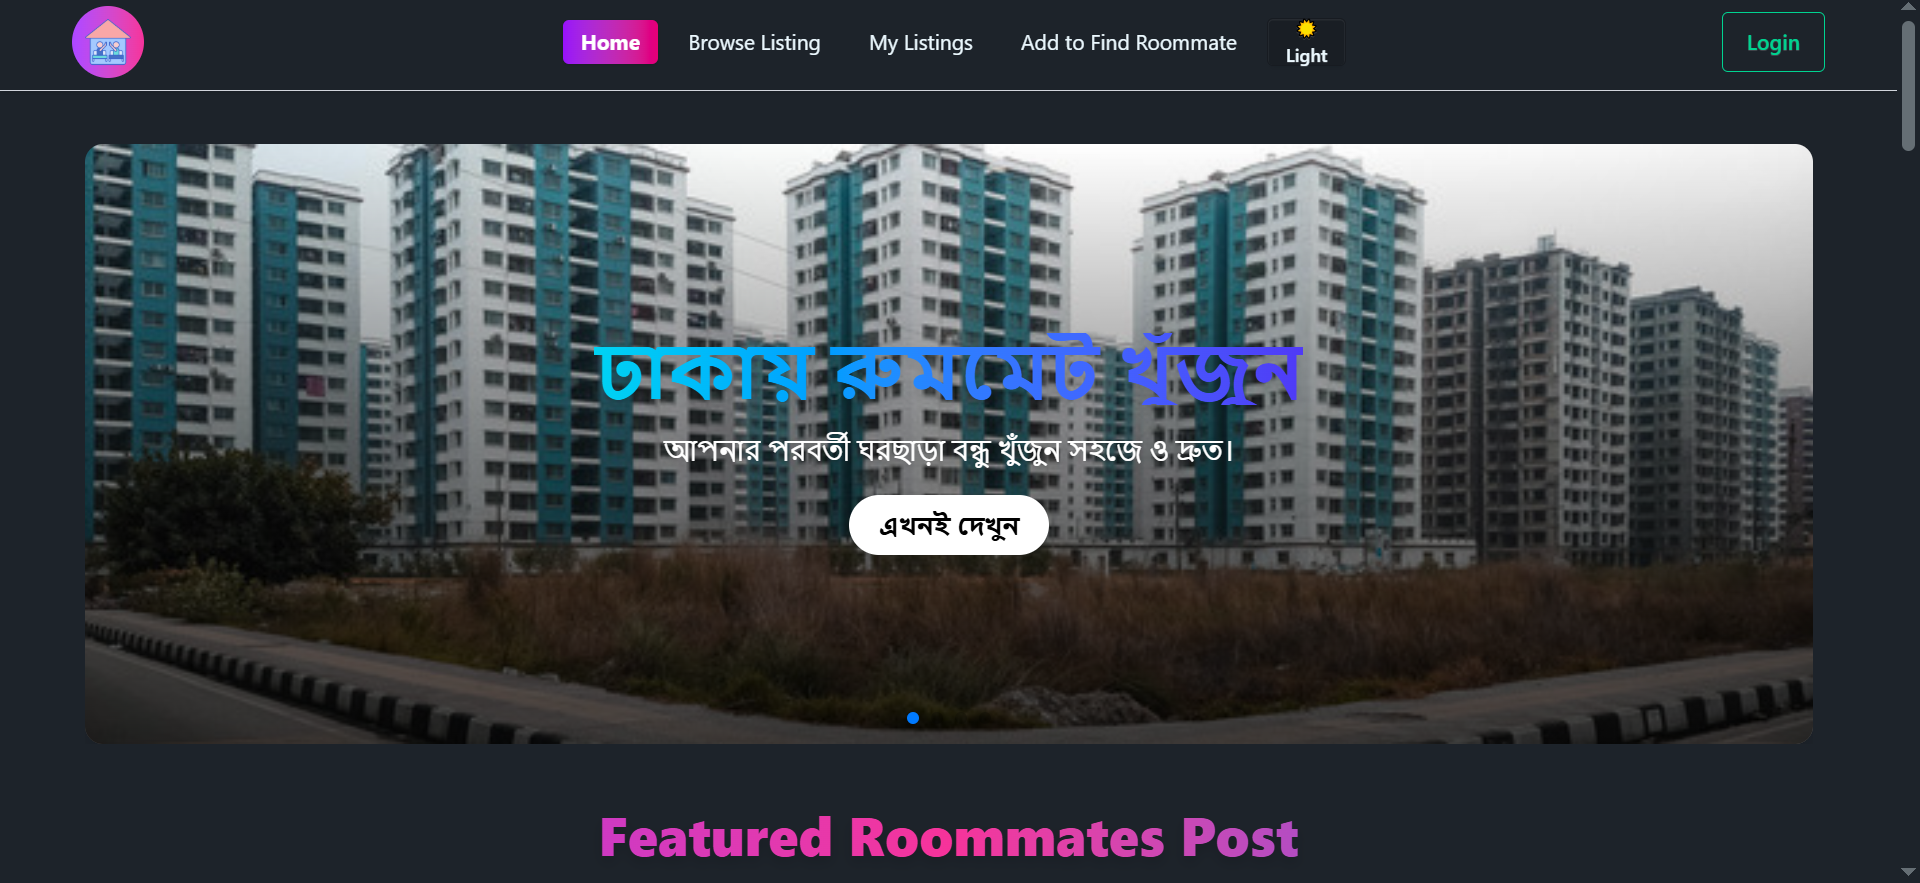 Home
Browse Listing
My Listings
Add to Find Roommate
Light
Login
ঢাকায় রুমমেট খুঁজুন
আপনার পরবর্তী ঘরছাড়া বন্ধু খুঁজুন সহজে ও দ্রুত।
এখনই দেখুন
Featured Roommates Post